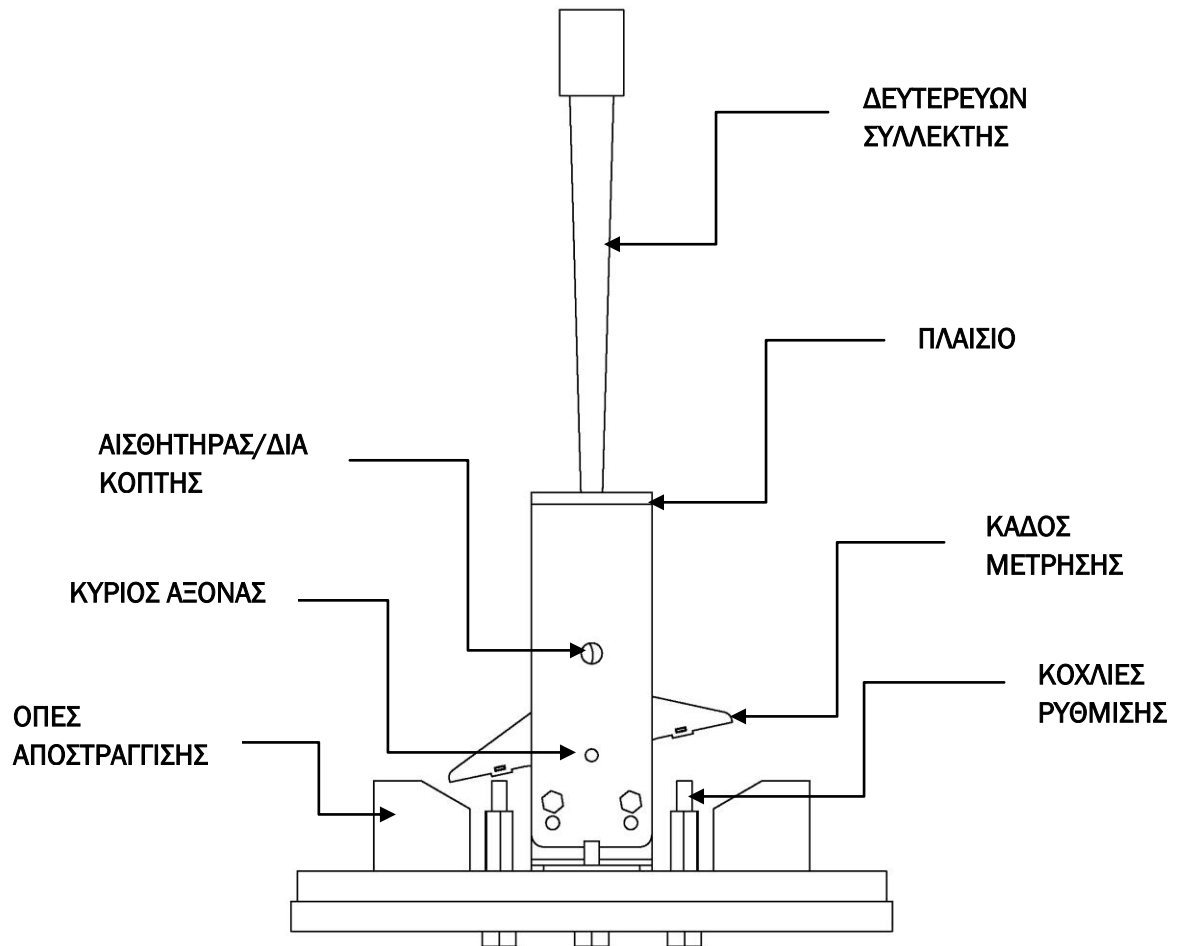 ΔΕΥΤΕΡΕΥΩΝ
ΣΥΛΛΕΚΤΗΣ
ΠΛΑΙΣΙΟ
ΑΙΣΘΗΤΗΡΑΣ/ΔΙΑ
ΚΟΠΤΗΣ
ΚΑΔΟΣ
ΜΕΤΡΗΣΗΣ
ΚΥΡΙΟΣ ΑΞΟΝΑΣ
ΚΟΧΛΙΕΣ
ΡΥΘΜΙΣΗΣ
ΟΠΕΣ
ΑΠΟΣΤΡΑΓΓΙΣΗΣ